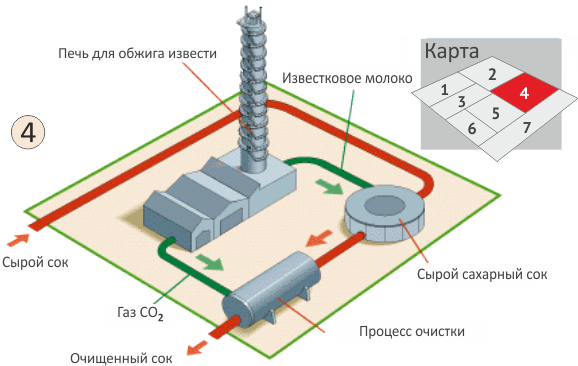 Печь для обжига извести
Известковое молоко
Карта
1
2
3
4
5
6
7
4
Сырой сок
Сырой сахарный сок
Газ CO2
Процесс очистки
Очищенный сок